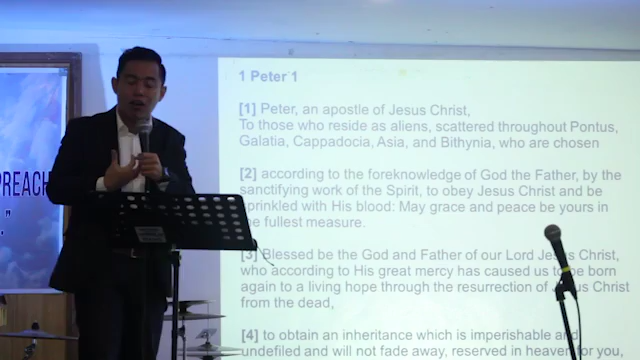 PREACH
."
1 Peter 1
[1] Peter, an apostle of Jesus Christ,
To those who reside as aliens, scattered throughout Pontus,
Galatia, Cappadocia, Asia, and Bithynia, who are chosen
[2] according to the foreknowledge of God the Father, by the
sanctifying work of the Spirit, to obey Jesus Christ and be
sprinkled with His blood: May grace and peace be yours in
the fullest measure.
[3] Blessed be the God and Father of our Lord Jesus Christ,
who according to His great mercy has caused us to be born
again to a living hope through the resurrection of Jesus Christ
from the dead,
[4] to obtain an inheritance which is imperishable and
undefiled and will not fade away, reserved in heaven for you,